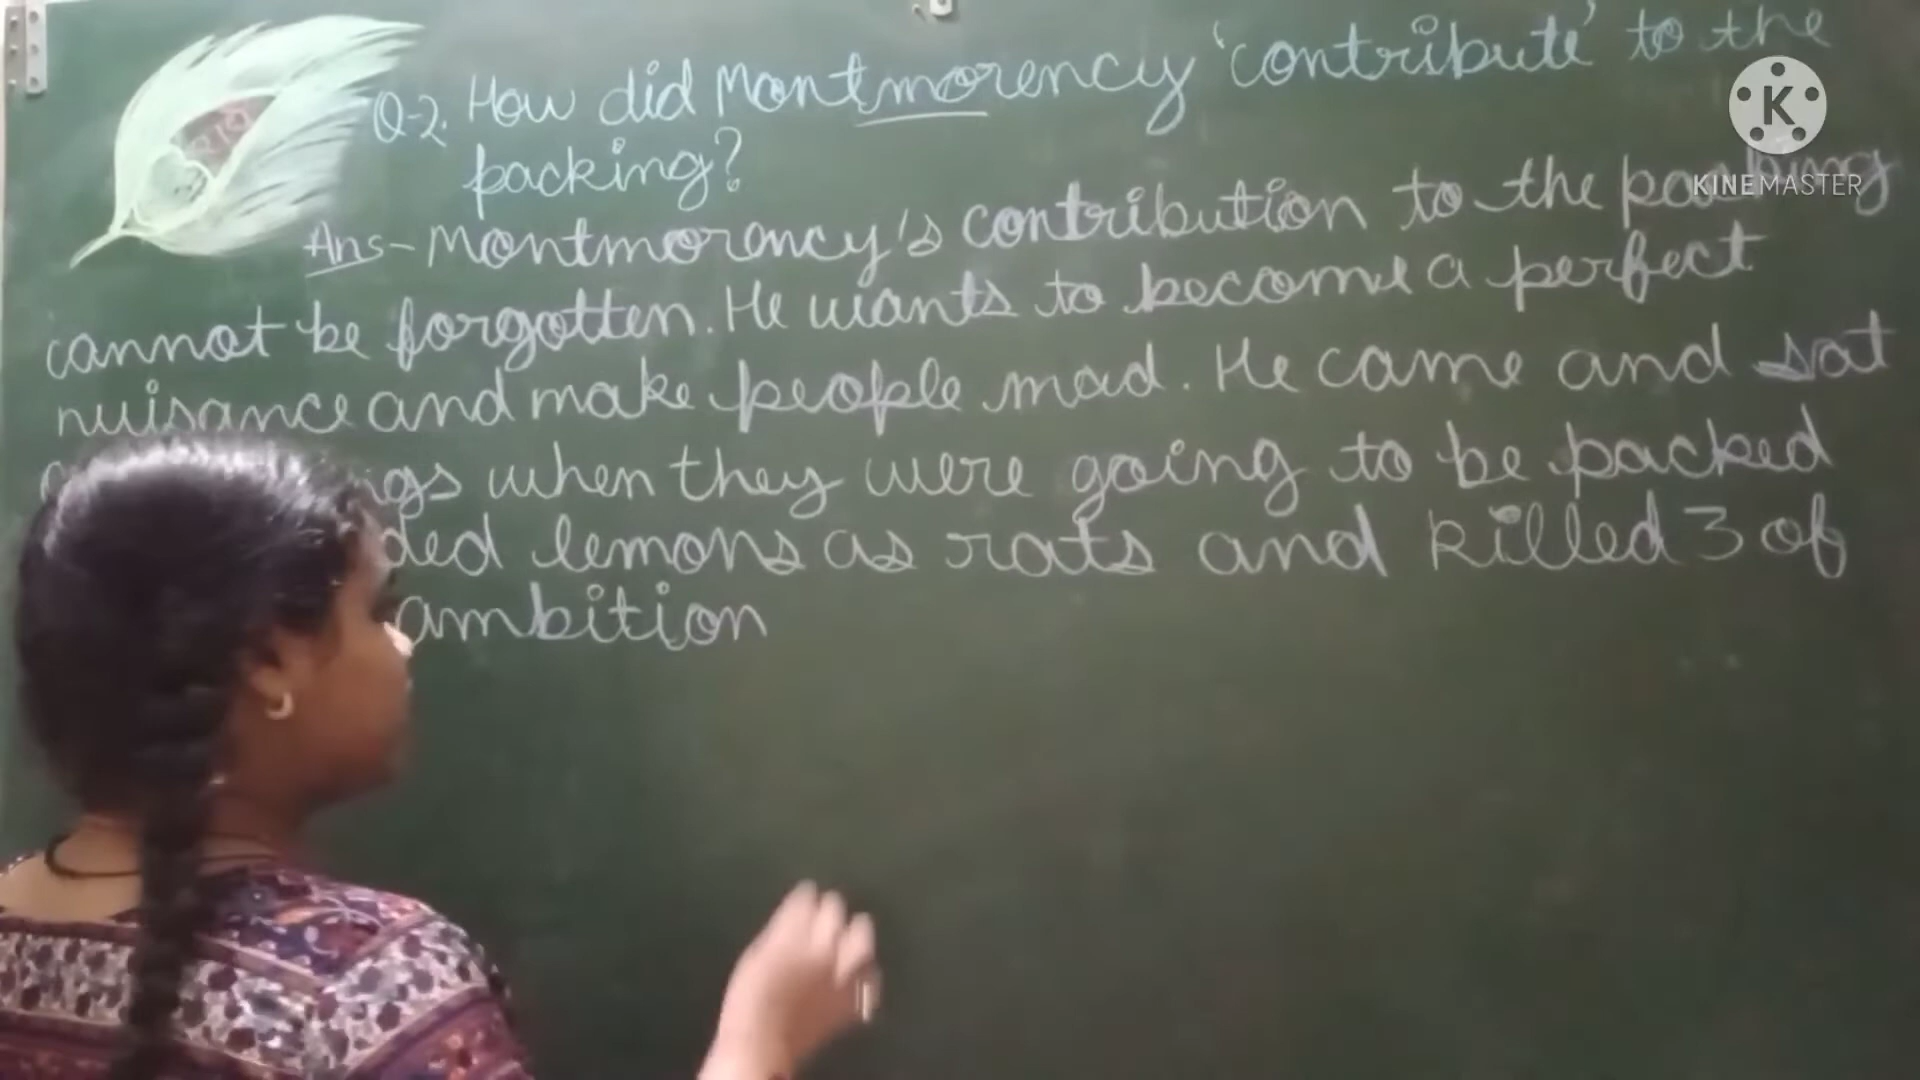 Q-2. How did Montmorency 'contribute' to the
packing?
Ans - Montmorency's contribution to the packing
cannot be forgotten. He wants to become a perfect
nuisance and make people mad. He came and sat
when they were going to be packed
lemons as rats and killed 3 of
ambition
K
KINEMASTER